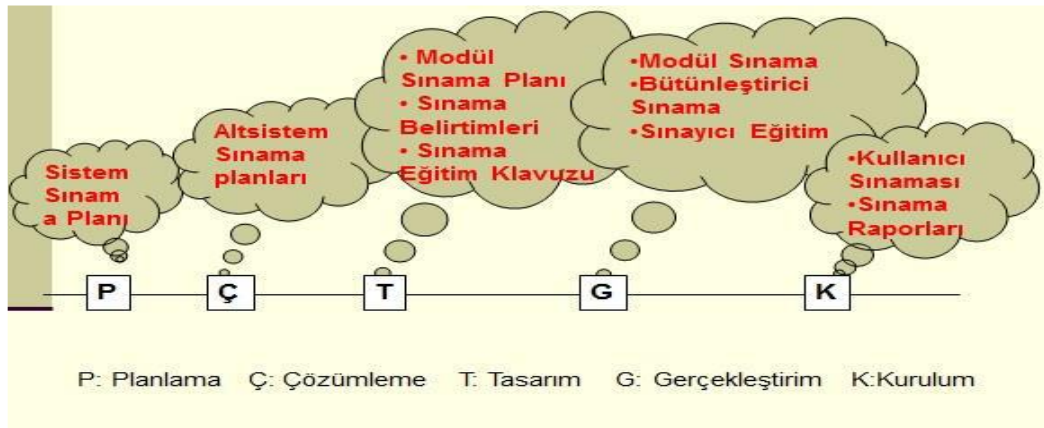 Sistem
Sınam
a Planı
Altsistem
Sınama
planları
• Modül
Sınama Planı
• Sınama
Belirtimleri
• Sınama
Eğitim Klavuzu
•Modül Sınama
•Bütünleştirici
Sınama
•Sınayıcı Eğitim
•Kullanıcı
Sınaması
•Sınama
Raporları
P Ç T G K
P: Planlama Ç: Çözümleme T: Tasarım G: Gerçekleştirim K:Kurulum